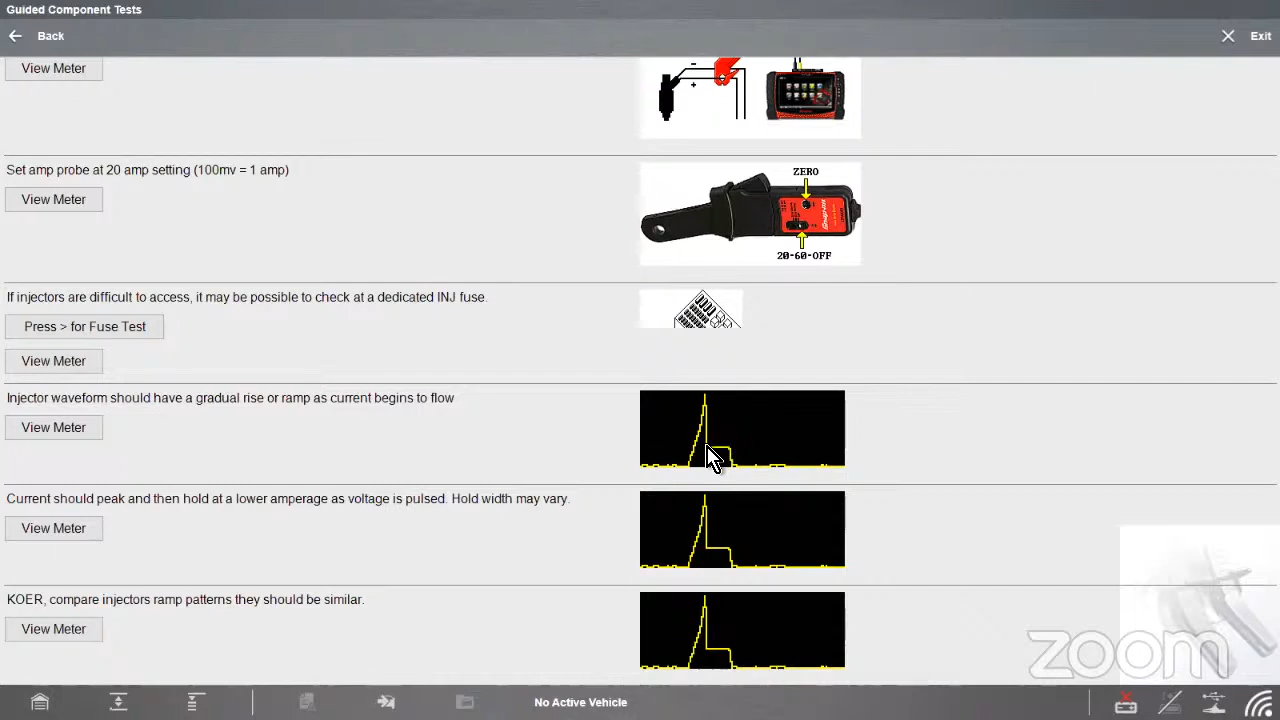 Guided Component Tests
Back
Exit
View Meter
Set amp probe at 20 amp setting (100mv = 1 amp)
View Meter
ZERO
Snap-on
20-60-OFF
If injectors are difficult to access, it may be possible to check at a dedicated INJ fuse.
Press > for Fuse Test
View Meter
Injector waveform should have a gradual rise or ramp as current begins to flow
View Meter
Current should peak and then hold at a lower amperage as voltage is pulsed. Hold width may vary.
View Meter
KOER, compare injectors ramp patterns they should be similar.
View Meter
zoom
No Active Vehicle